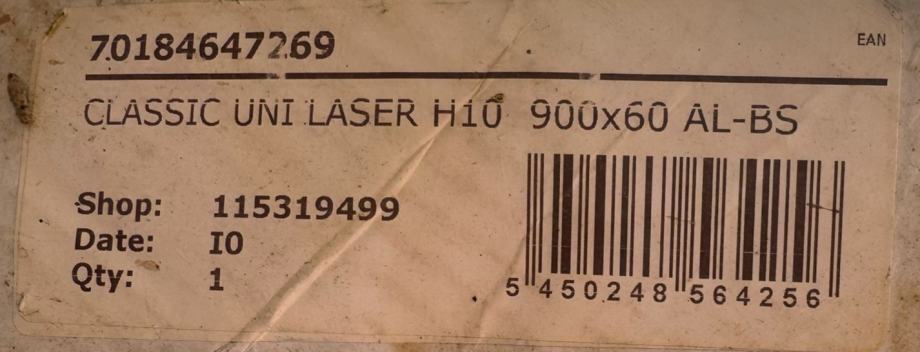 70184647269
EAN
CLASSIC UNI LASER H10 900x60 AL-BS
Shop: 115319499
Date: I0
Qty: 1
5 450248 564256